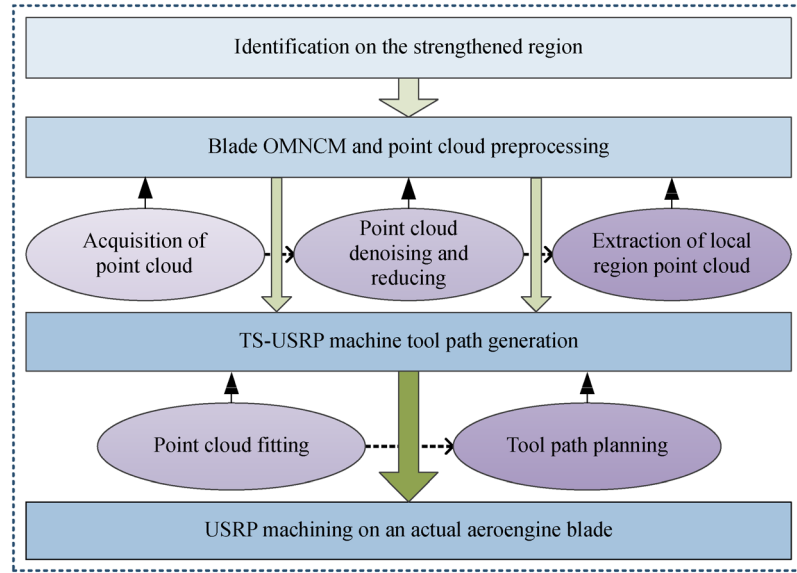 Identification on the strengthened region
Blade OMNCM and point cloud preprocessing
Acquisition of
point cloud
Point cloud
denoising and
reducing
Extraction of local
region point cloud
TS-USRP machine tool path generation
Point cloud fitting
Tool path planning
USRP machining on an actual aeroengine blade